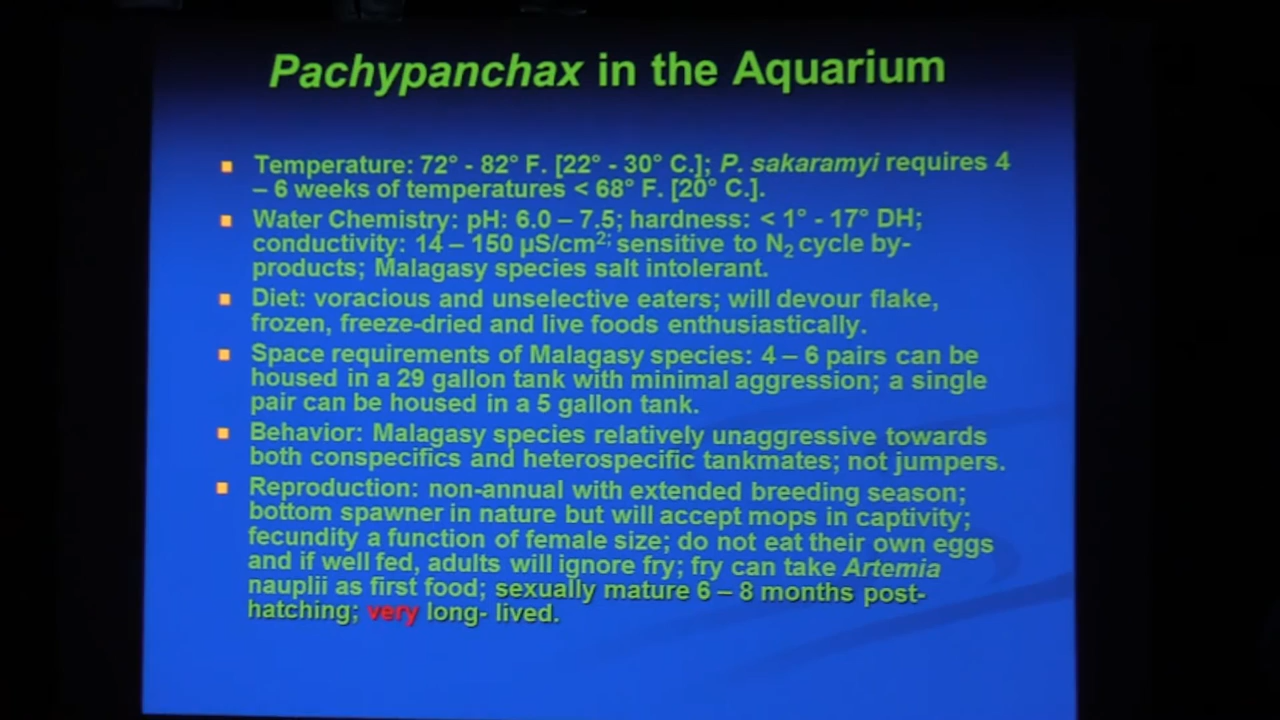 Pachypanchax in the Aquarium
Temperature: 72° - 82° F. [22° - 30° C.]; P. sakaramyi requires 4
– 6 weeks of temperatures < 68° F. [20° C.].
Water Chemistry: pH: 6.0 – 7.5; hardness: < 1° - 17° DH;
conductivity: 14 – 150 µS/cm²; sensitive to N₂ cycle by-
products; Malagasy species salt intolerant.
Diet: voracious and unselective eaters; will devour flake,
frozen, freeze-dried and live foods enthusiastically.
Space requirements of Malagasy species: 4 – 6 pairs can be
housed in a 29 gallon tank with minimal aggression; a single
pair can be housed in a 5 gallon tank.
Behavior: Malagasy species relatively unaggressive towards
both conspecifics and heterospecific tankmates; not jumpers.
Reproduction: non-annual with extended breeding season;
bottom spawner in nature but will accept mops in captivity;
fecundity a function of female size; do not eat their own eggs
and if well fed, adults will ignore fry; fry can take Artemia
nauplii as first food; sexually mature 6 – 8 months post-
hatching; very long- lived.